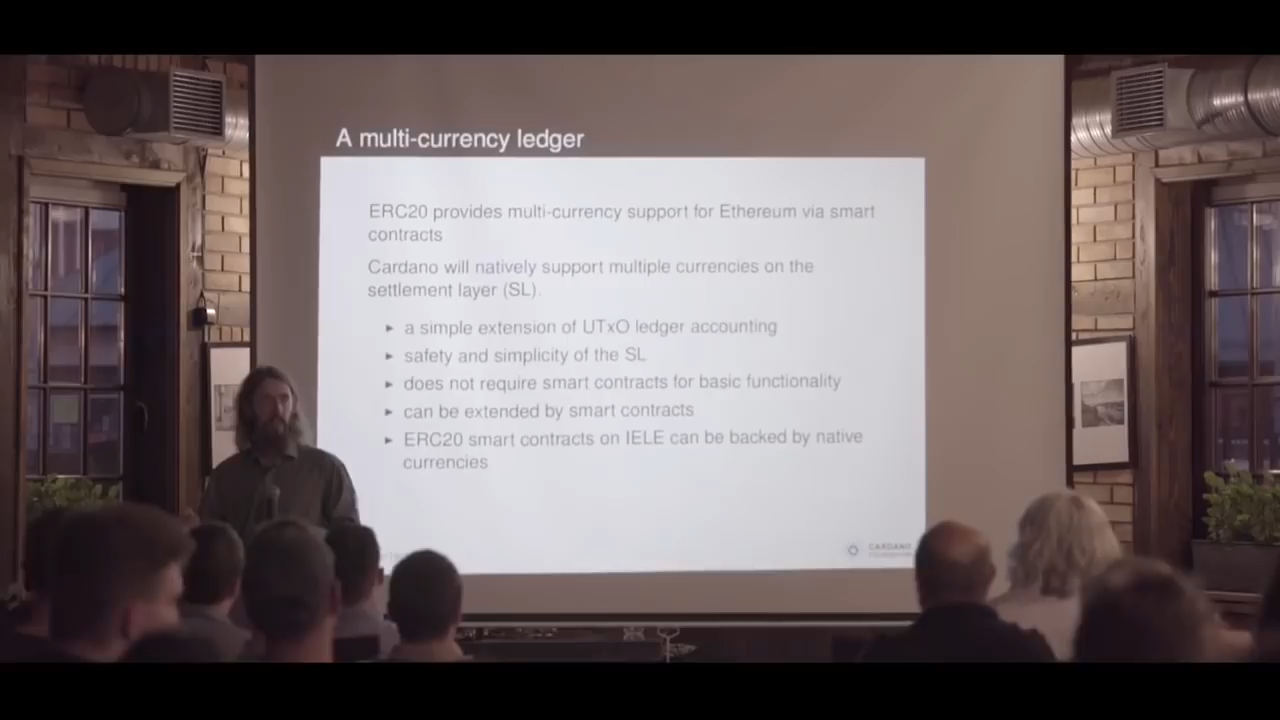 A multi-currency ledger
ERC20 provides multi-currency support for Ethereum via smart
contracts
Cardano will natively support multiple currencies on the
settlement layer (SL).
▸ a simple extension of UTxO ledger accounting
▸ safety and simplicity of the SL
▸ does not require smart contracts for basic functionality
▸ can be extended by smart contracts
▸ ERC20 smart contracts on IELE can be backed by native
currencies
CARDANO